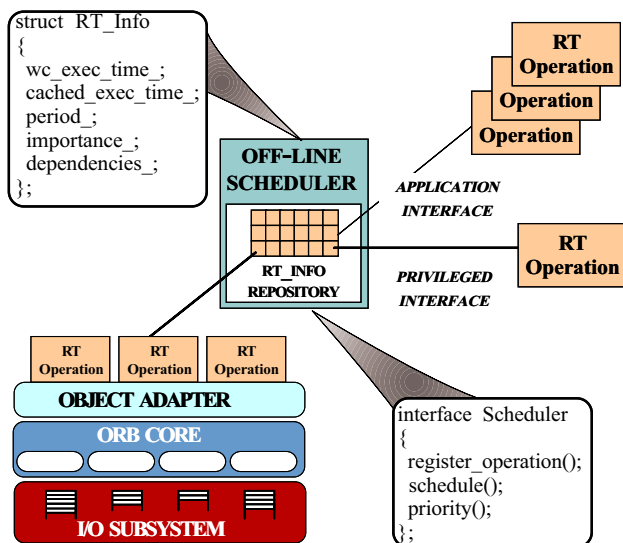 struct RT_Info
{
wc_exec_time_;
cached_exec_time_;
period_;
importance_;
dependencies_;
};
RT
Operation
Operation
Operation
OFF-LINE
SCHEDULER
APPLICATION
INTERFACE
RT_INFO
REPOSITORY
PRIVILEGED
INTERFACE
RT
Operation
RT
Operation
RT
Operation
RT
Operation
OBJECT ADAPTER
ORB CORE
I/O SUBSYSTEM
interface Scheduler
{
register_operation();
schedule();
priority();
};